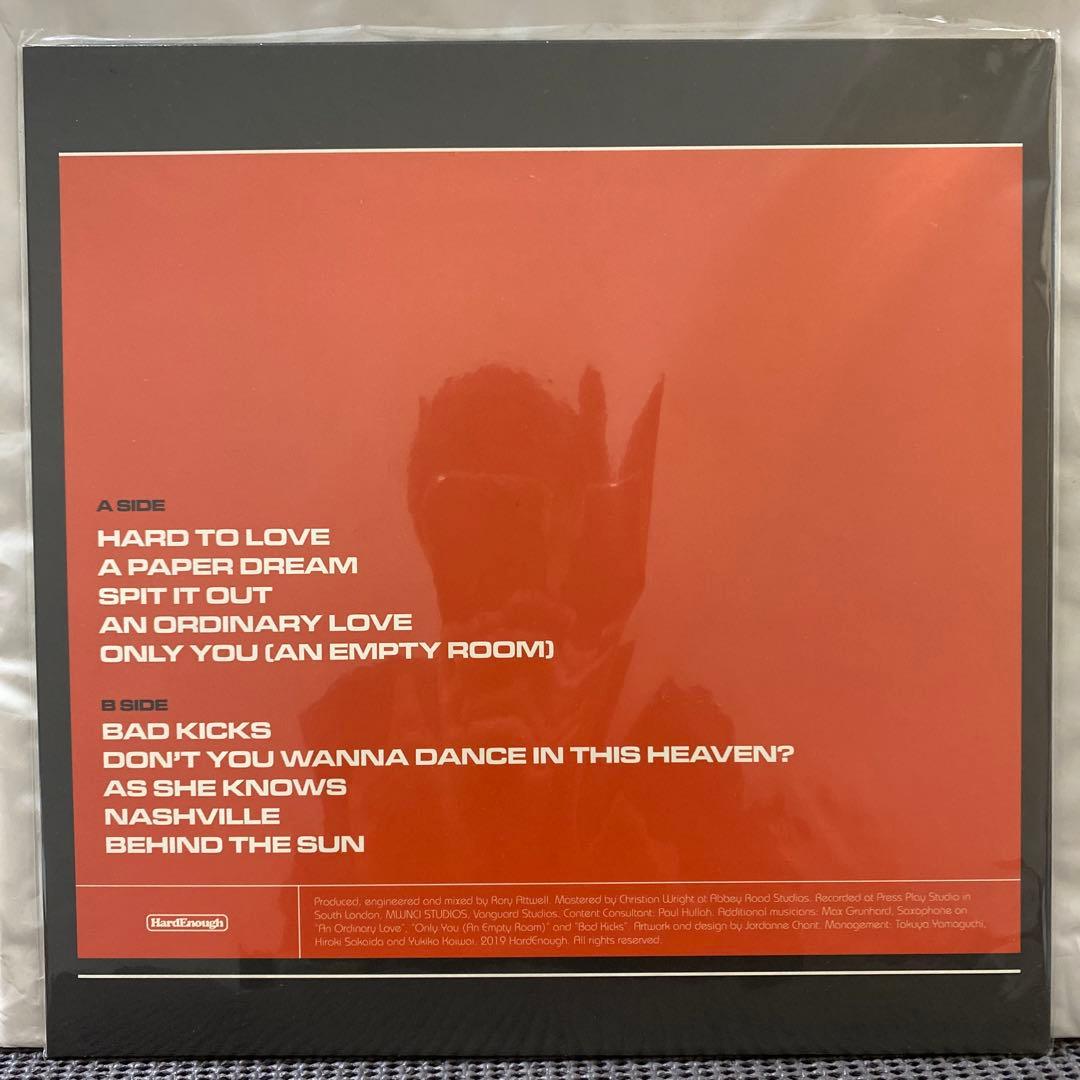 A SIDE
HARD TO LOVE
A PAPER DREAM
SPIT IT OUT
AN ORDINARY LOVE
ONLY YOU (AN EMPTY ROOM)
B SIDE
BAD KICKS
DON'T YOU WANNA DANCE IN THIS HEAVEN?
AS SHE KNOWS
NASHVILLE
BEHIND THE SUN
HardEnough
Produced, engineered and mixed by Rory Attwell. Mastered by Christian Wright at Abbey Road Studios. Recorded at Press Play Studio in
South London, MWNCI STUDIOS, Vanguard Studios. Content Consultant: Paul Hullah. Additional musicians: Max Grunhard, Saxophone on
"An Ordinary Love", "Only You (An Empty Room)" and "Bad Kicks". Artwork and design by Jordanne Chant. Management: Takuya Yamaguchi,
Hiroki Sakaida and Yukiko Kaiwai. 2019 HardEnough. All rights reserved.